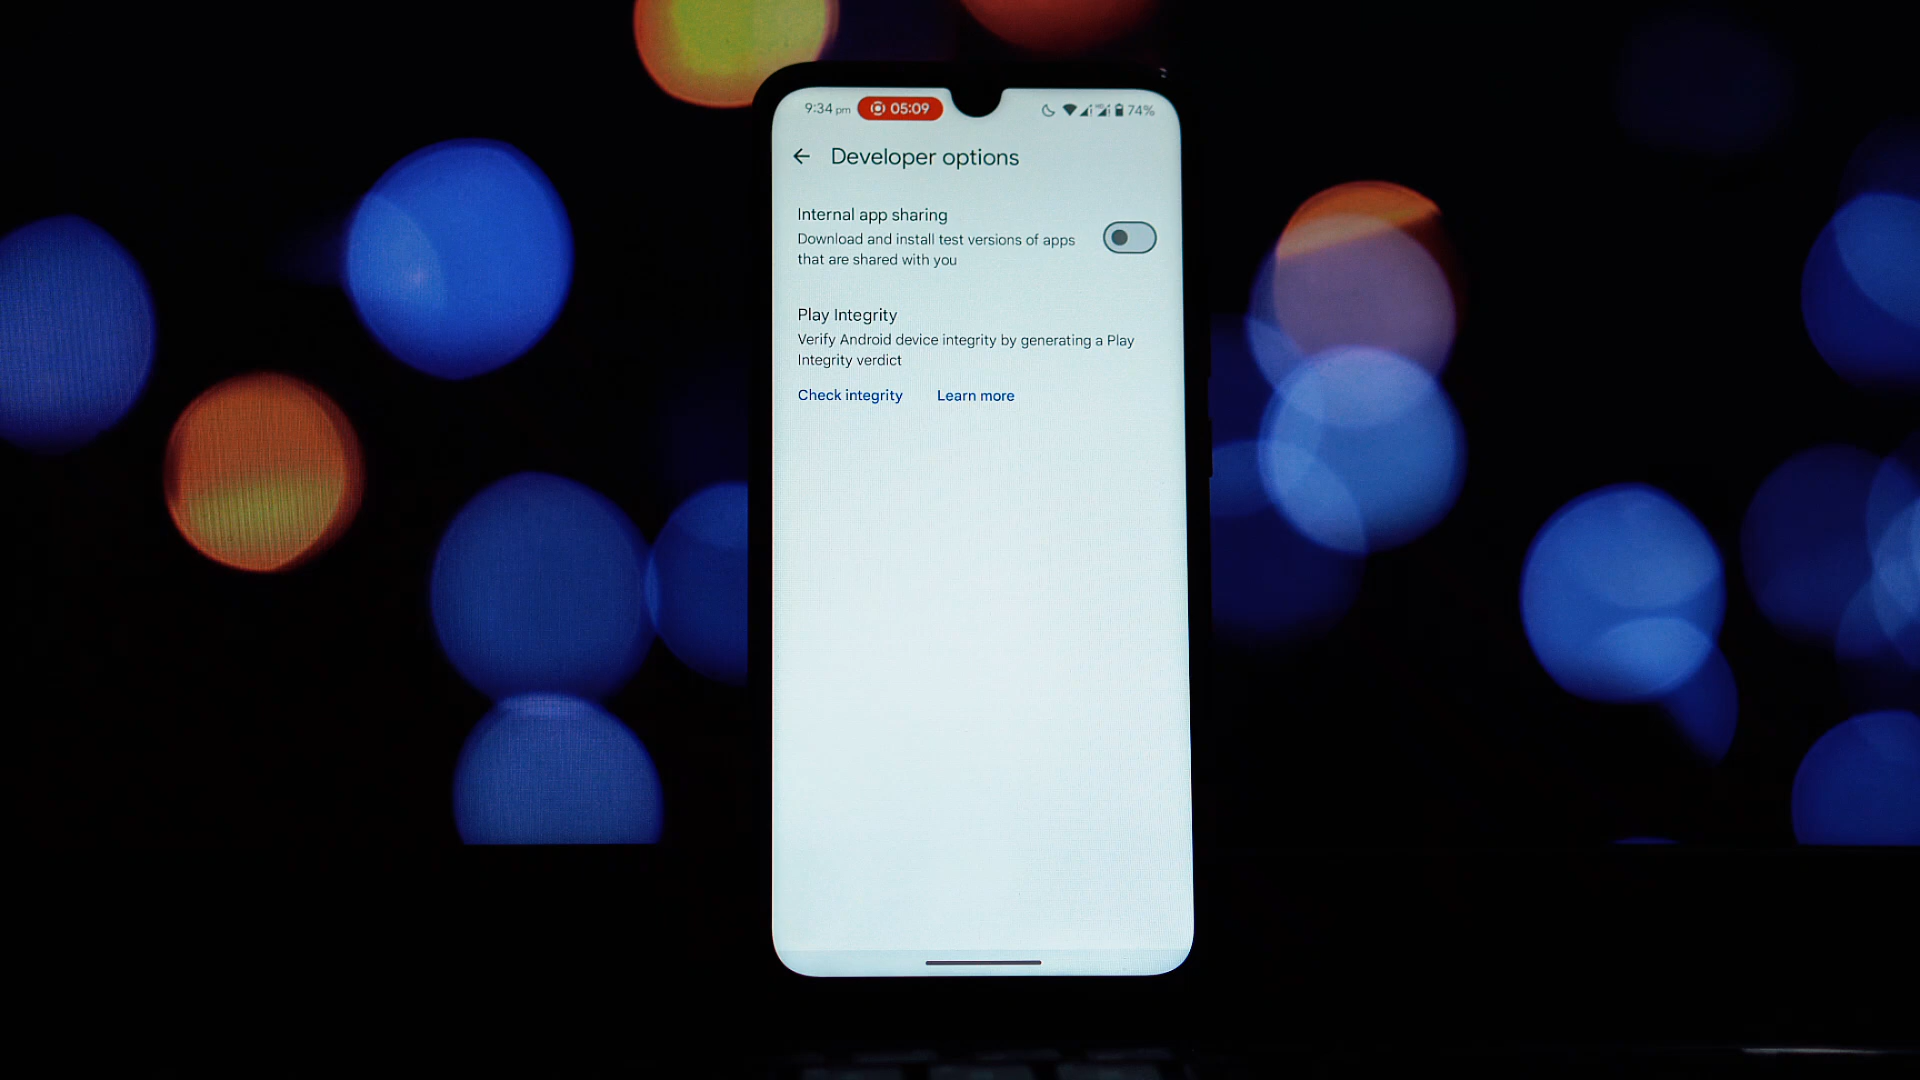 9:34 pm 05:09 74%
Developer options
Internal app sharing
Download and install test versions of apps
that are shared with you
Play Integrity
Verify Android device integrity by generating a Play
Integrity verdict
Check integrity Learn more